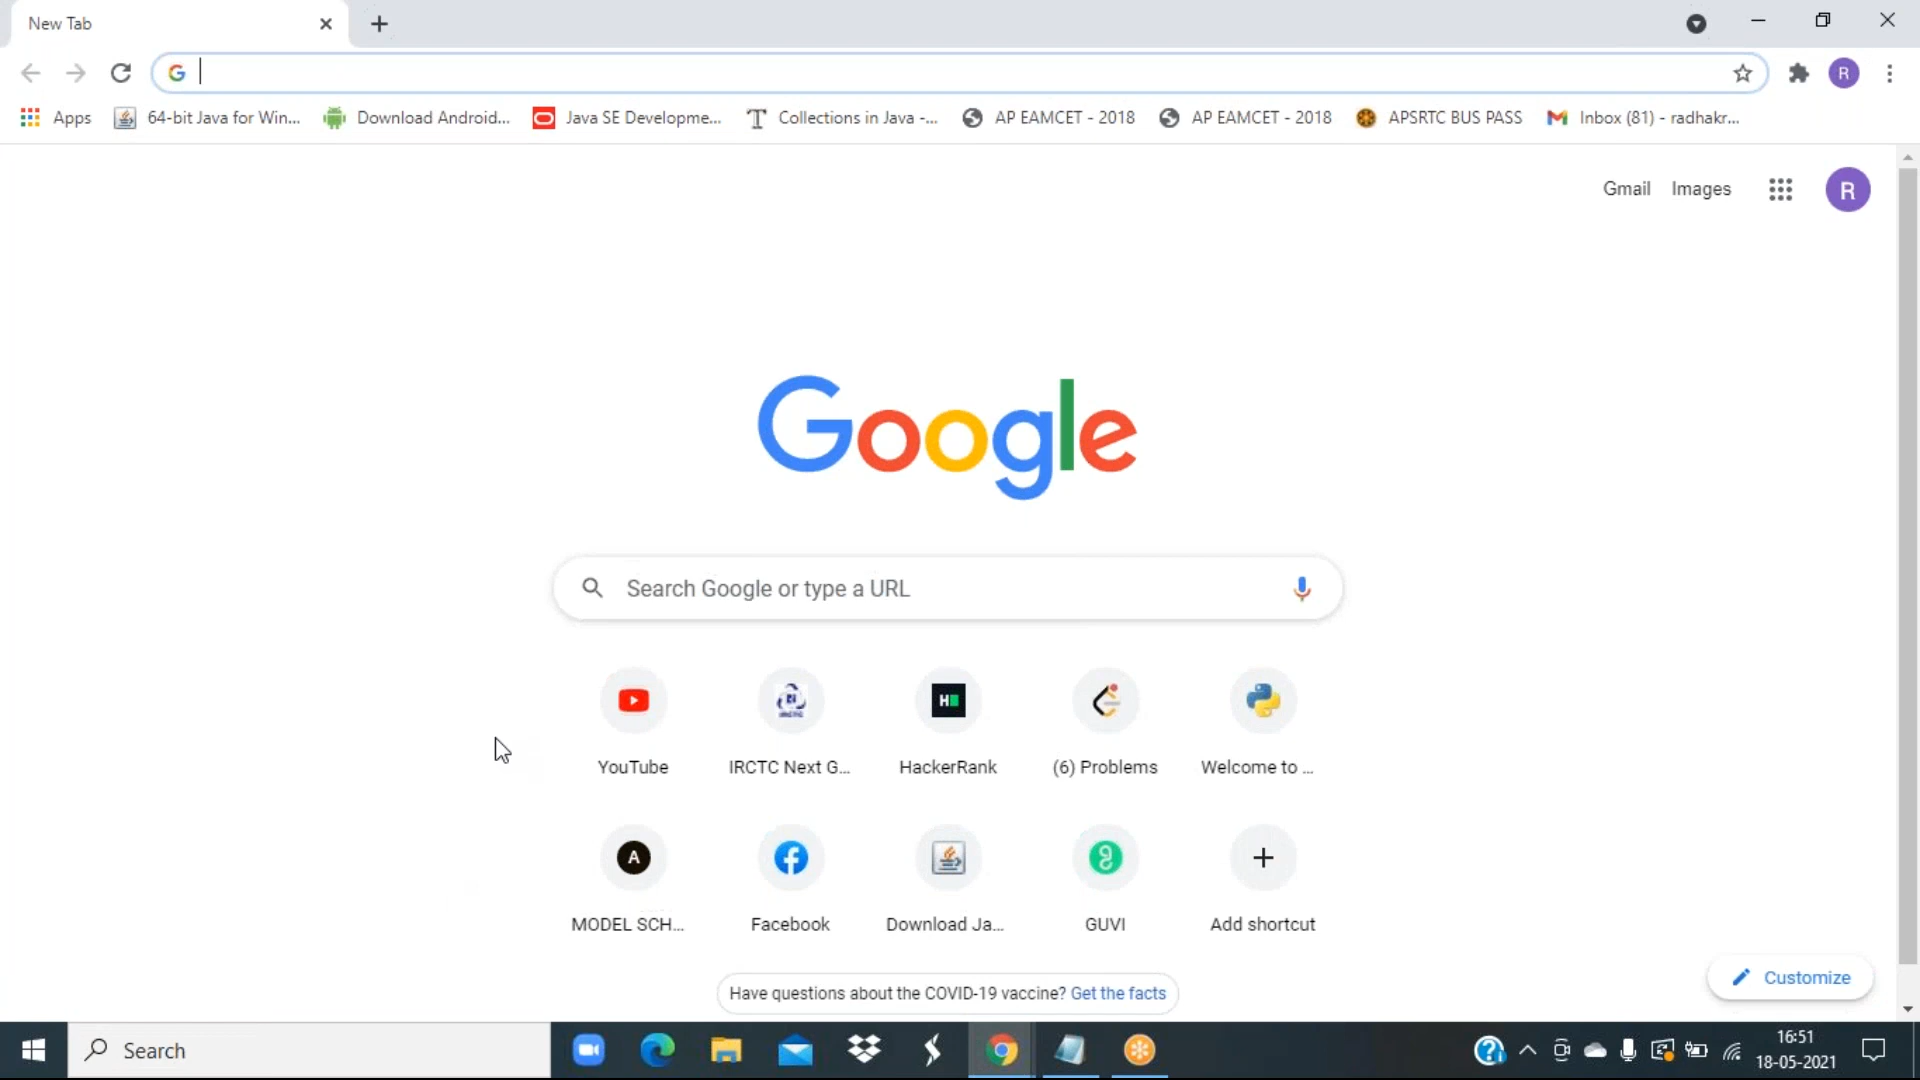 New Tab
Apps 64-bit Java for Win... Download Android... Java SE Developme... Collections in Java -... AP EAMCET - 2018 AP EAMCET - 2018 APSRTC BUS PASS Inbox (81) - radhakr...
R
Gmail Images R
Google
Search Google or type a URL
YouTube IRCTC Next G... HackerRank (6) Problems Welcome to ...
A
MODEL SCH... Facebook Download Ja... GUVI Add shortcut
Customize
Have questions about the COVID-19 vaccine? Get the facts
Search
16:51
18-05-2021